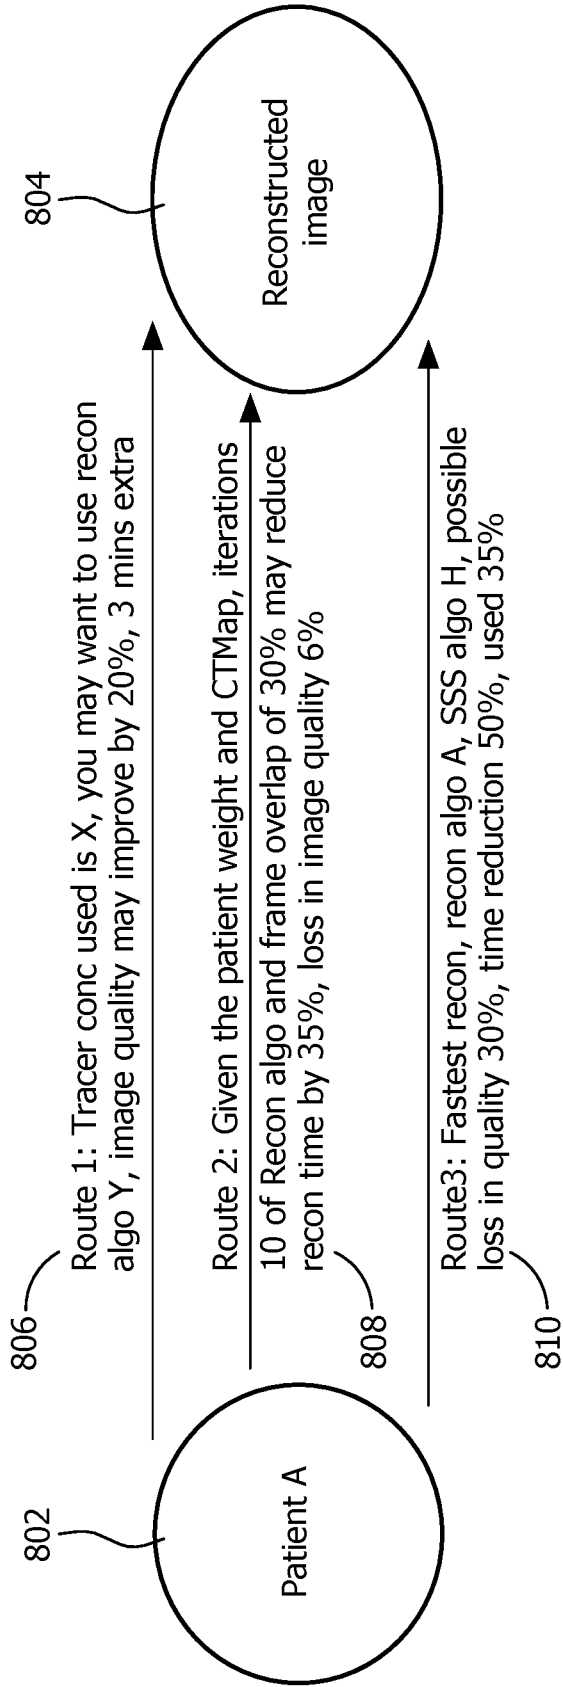 806
Route 1: Tracer conc used is X, you may want to use recon
algo Y, image quality may improve by 20%, 3 mins extra
802
Patient A
804
Reconstructed
image
Route 2: Given the patient weight and CTMap, iterations
10 of Recon algo and frame overlap of 30% may reduce
recon time by 35%, loss in image quality 6%
808
Route3: Fastest recon, recon algo A, SSS algo H, possible
loss in quality 30%, time reduction 50%, used 35%
810